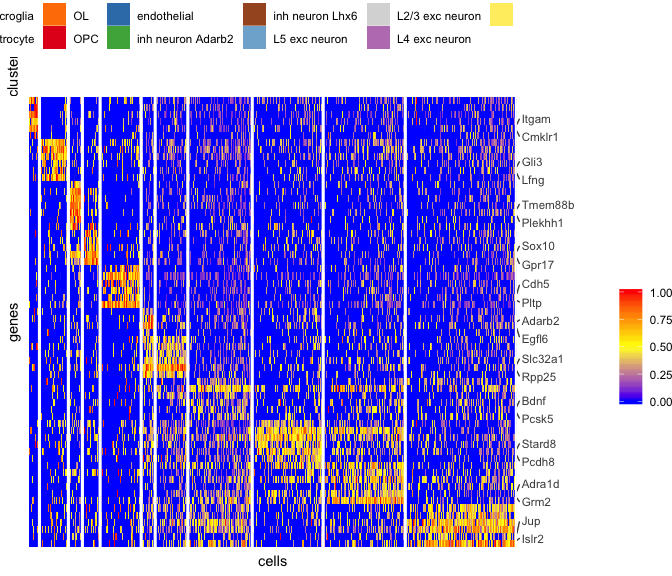 croglia OL endothelial inh neuron Lhx6 L2/3 exc neuron
trocyte OPC inh neuron Adarb2 L5 exc neuron L4 exc neuron
cluster
Itgam
Cmklr1
Gli3
Lfng
Tmem88b
Plekhh1
Sox10
Gpr17
Cdh5
Pltp
Adarb2
Egfl6
Slc32a1
Rpp25
Bdnf
Pcsk5
Stard8
Pcdh8
Adra1d
Grm2
Jup
Islr2
genes
cells
1.00
0.75
0.50
0.25
0.00